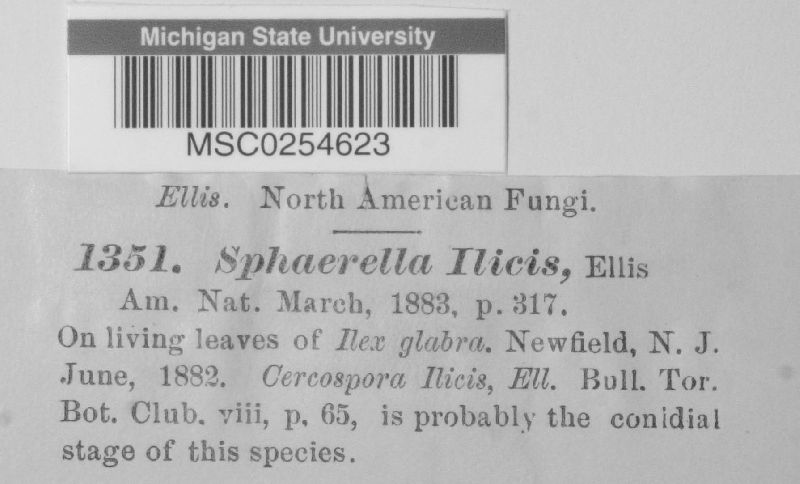 Michigan State University
MSC0254623
Ellis. North American Fungi.
1351. Sphaerella Ilicis, Ellis
Am. Nat. March, 1883, p. 317.
On living leaves of Ilex glabra. Newfield, N. J.
June, 1882. Cercospora Ilicis, Ell. Bull. Tor.
Bot. Club. viii, p. 65, is probably the conidial
stage of this species.